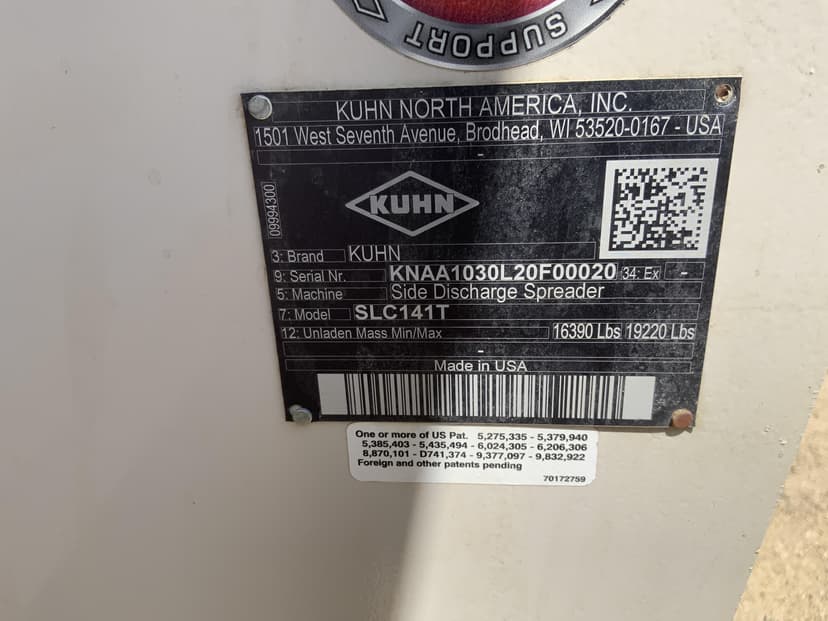 SUPPORT
KUHN NORTH AMERICA, INC.
1501 West Seventh Avenue, Brodhead, WI 53520-0167 - USA
-
09994300
KUHN
3: Brand KUHN
9: Serial Nr. KNAA1030L20F00020 34: Ex -
5: Machine Side Discharge Spreader
7: Model SLC141T
12: Unladen Mass Min/Max 16390 Lbs 19220 Lbs
-
Made in USA
One or more of US Pat. 5,275,335 - 5,379,940
5,385,403 - 5,435,494 - 6,024,305 - 6,206,306
8,870,101 - D741,374 - 9,377,097 - 9,832,922
Foreign and other patents pending
70172759